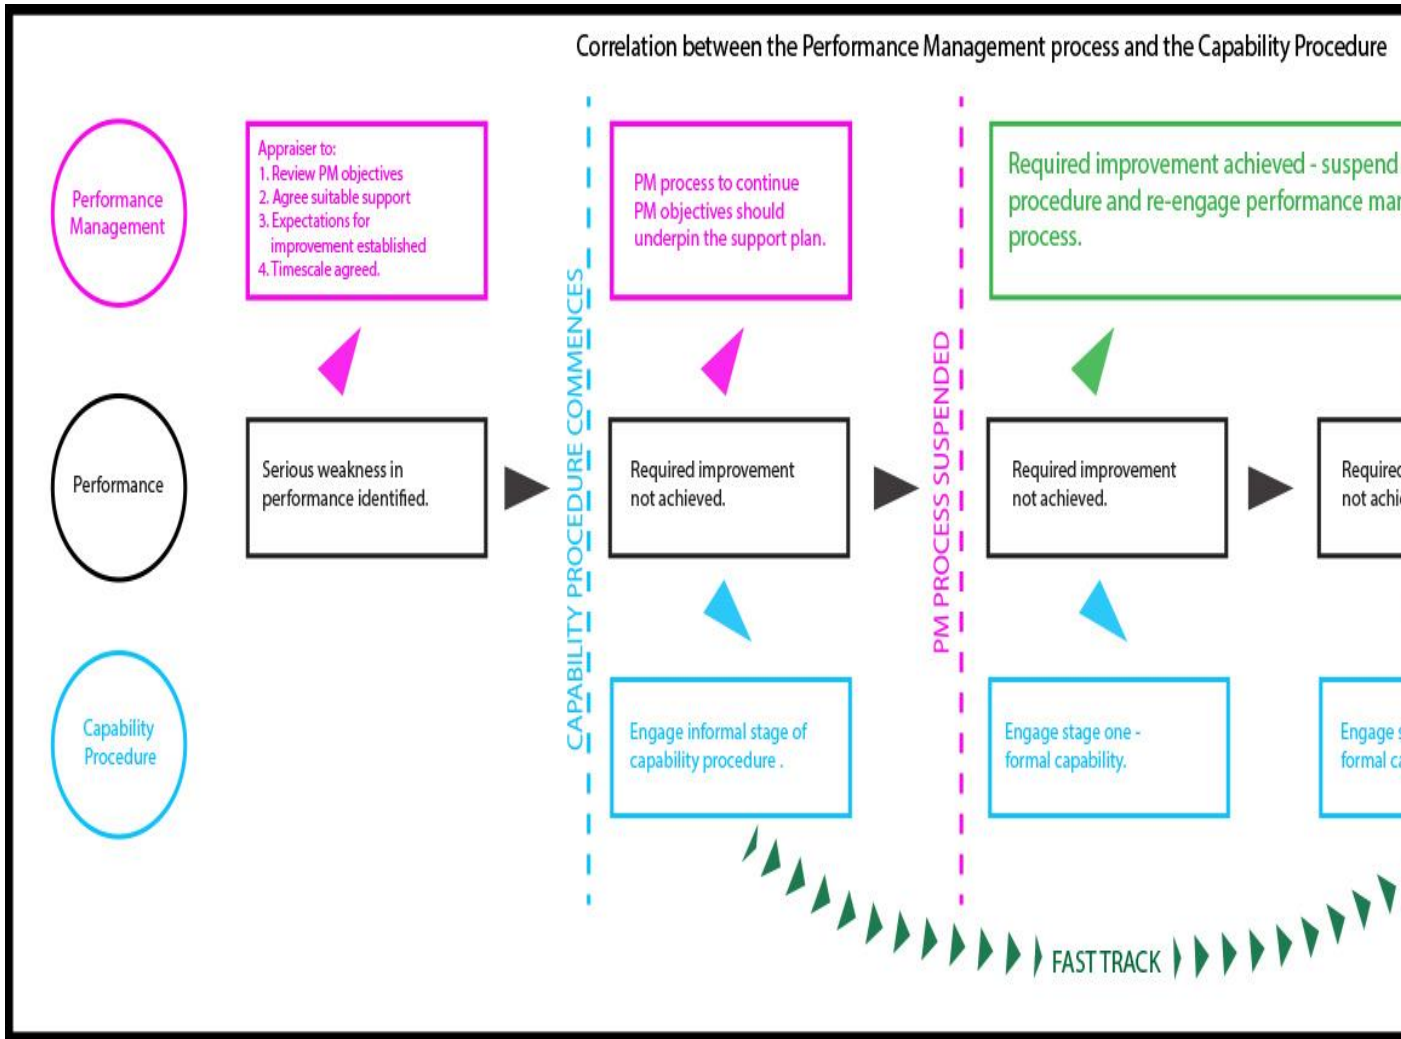 Correlation between the Performance Management process and the Capability Procedure
Performance
Management
Appraiser to:
1. Review PM objectives
2. Agree suitable support
3. Expectations for
improvement established
4. Timescale agreed.
PM process to continue
PM objectives should
underpin the support plan.
Required improvement achieved - suspend
procedure and re-engage performance
process.
CAPABILITY PROCEDURE COMMENCES
PM PROCESS SUSPENDED
Performance
Serious weakness in
performance identified.
Required improvement
not achieved.
Required improvement
not achieved.
Required
not
Capability
Procedure
Engage informal stage of
capability procedure .
Engage stage one -
formal capability.
Engage
formal
FAST TRACK